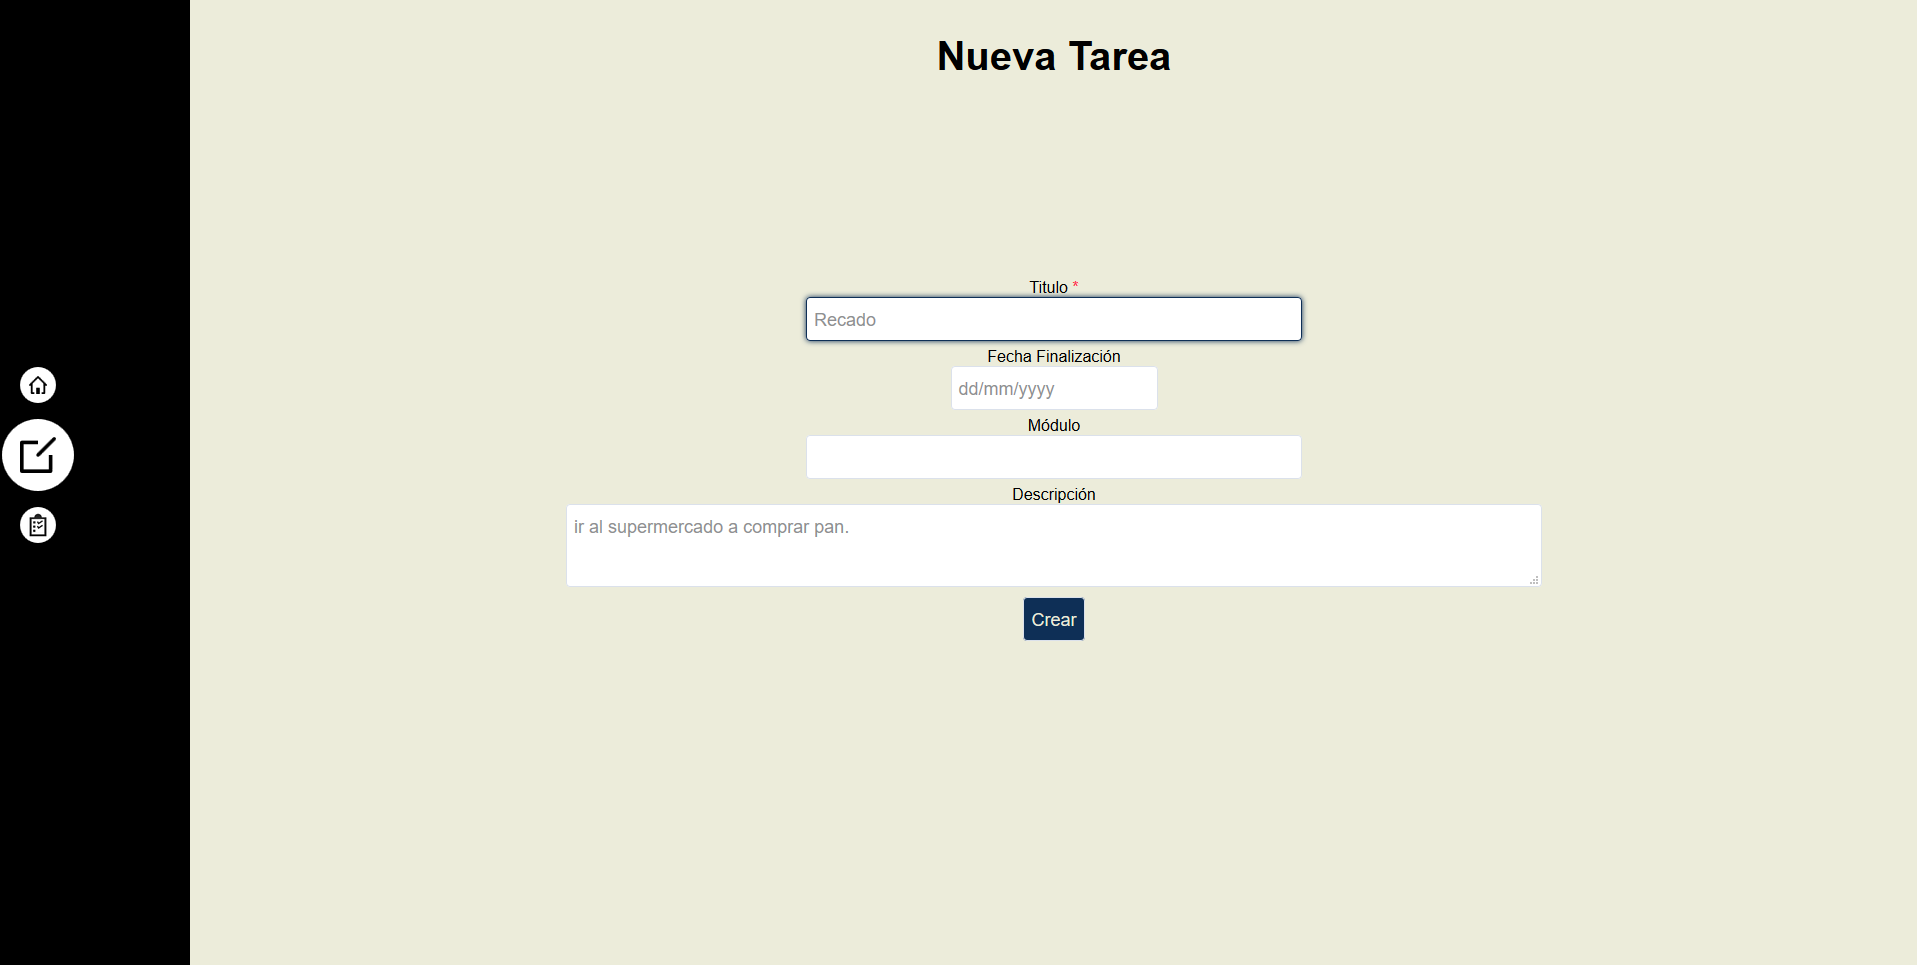 Nueva Tarea
Titulo *
Recado
Fecha Finalización
dd/mm/yyyy
Módulo
Descripción
ir al supermercado a comprar pan.
Crear